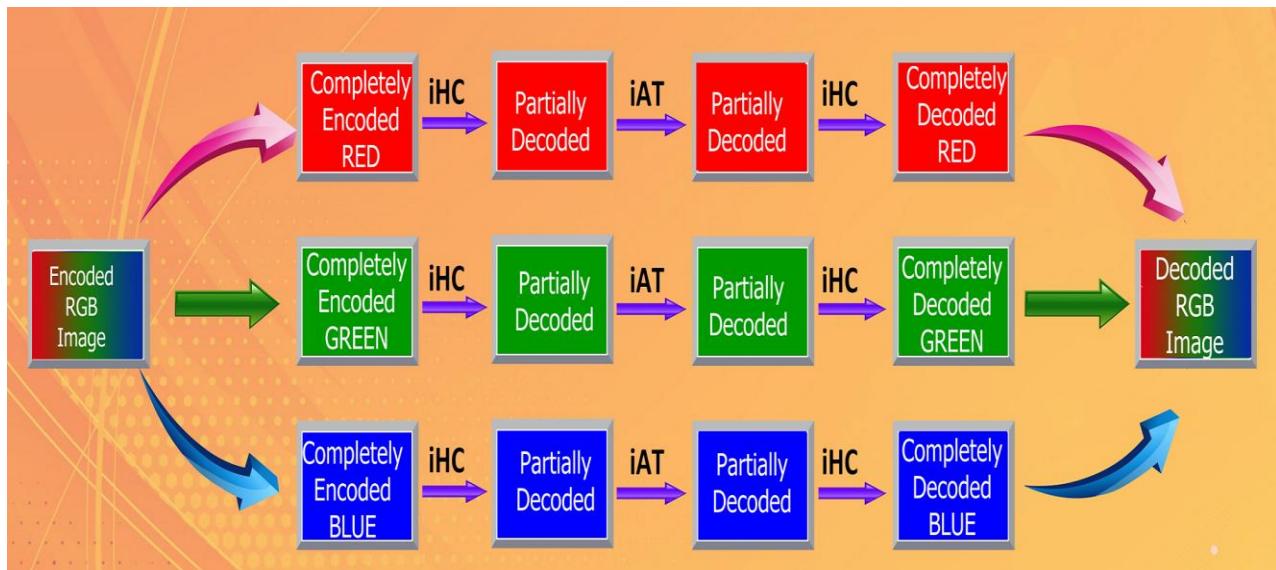 Encoded
RGB
Image
Completely
Encoded
RED
iHC
Partially
Decoded
iAT
Partially
Decoded
iHC
Completely
Decoded
RED
Completely
Encoded
GREEN
iHC
Partially
Decoded
iAT
Partially
Decoded
iHC
Completely
Decoded
GREEN
Completely
Encoded
BLUE
iHC
Partially
Decoded
iAT
Partially
Decoded
iHC
Completely
Decoded
BLUE
Decoded
RGB
Image